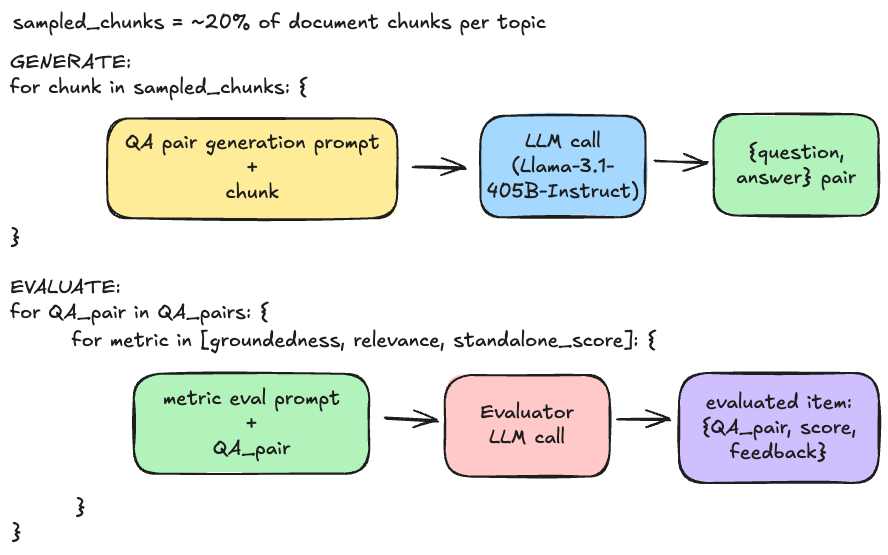 sampled_chunks = ~20% of document chunks per topic
GENERATE:
for chunk in sampled_chunks: {
QA pair generation prompt
+
chunk
LLM call
(Llama-3.1-
405B-Instruct)
{question,
answer} pair
}
EVALUATE:
for QA_pair in QA_pairs: {
for metric in [groundedness, relevance, standalone_score]: {
metric eval prompt
+
QA_pair
Evaluator
LLM call
evaluated item:
{QA_pair, score,
feedback}
}
}